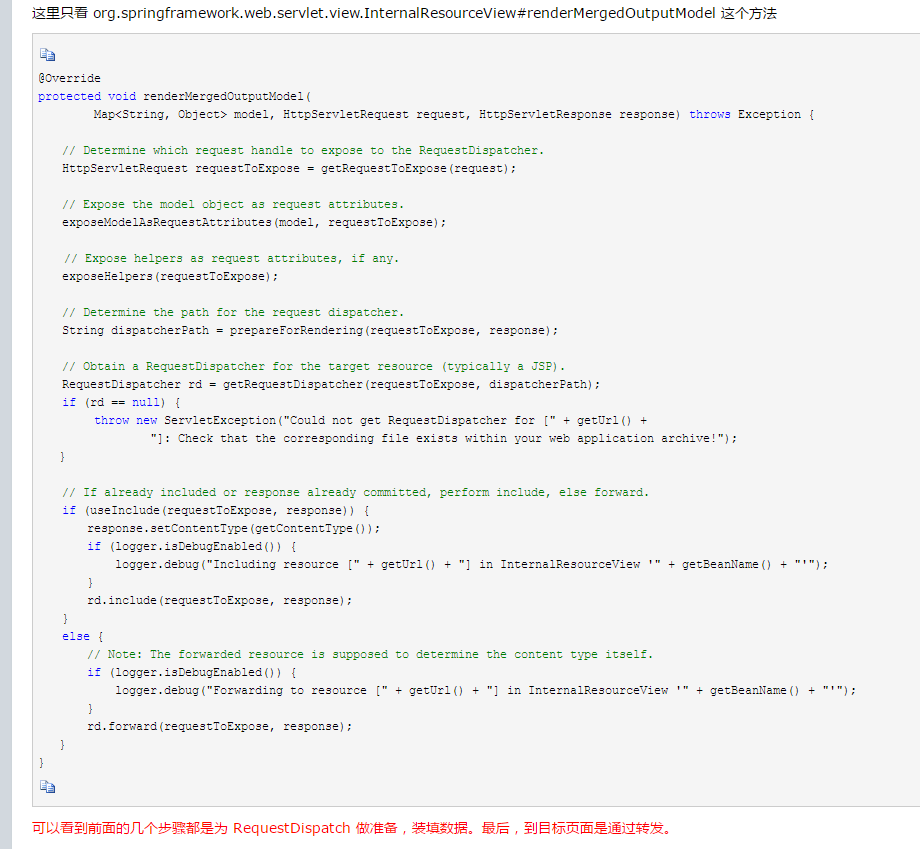 这里只看 org.springframework.web.servlet.view.InternalResourceView#renderMergedOutputModel 这个方法
@Override
protected void renderMergedOutputModel(
        Map<String, Object> model, HttpServletRequest request, HttpServletResponse response) throws Exception {
    // Determine which request handle to expose to the RequestDispatcher.
    HttpServletRequest requestToExpose = getRequestToExpose(request);
    // Expose the model object as request attributes.
    exposeModelAsRequestAttributes(model, requestToExpose);
    // Expose helpers as request attributes, if any.
    exposeHelpers(requestToExpose);
    // Determine the path for the request dispatcher.
    String dispatcherPath = prepareForRendering(requestToExpose, response);
    // Obtain a RequestDispatcher for the target resource (typically a JSP).
    RequestDispatcher rd = getRequestDispatcher(requestToExpose, dispatcherPath);
    if (rd == null) {
        throw new ServletException("Could not get RequestDispatcher for [" + getUrl() +
                "]: Check that the corresponding file exists within your web application archive!");
    }
    // If already included or response already committed, perform include, else forward.
    if (useInclude(requestToExpose, response)) {
        response.setContentType(getContentType());
        if (logger.isDebugEnabled()) {
            logger.debug("Including resource [" + getUrl() + "] in InternalResourceView '" + getBeanName() + "'");
        }
        rd.include(requestToExpose, response);
    }
    else {
        // Note: The forwarded resource is supposed to determine the content type itself.
        if (logger.isDebugEnabled()) {
            logger.debug("Forwarding to resource [" + getUrl() + "] in InternalResourceView '" + getBeanName() + "'");
        }
        rd.forward(requestToExpose, response);
    }
}
可以看到前面的几个步骤都是为 RequestDispatch 做准备，装填数据。最后，到目标页面是通过转发。